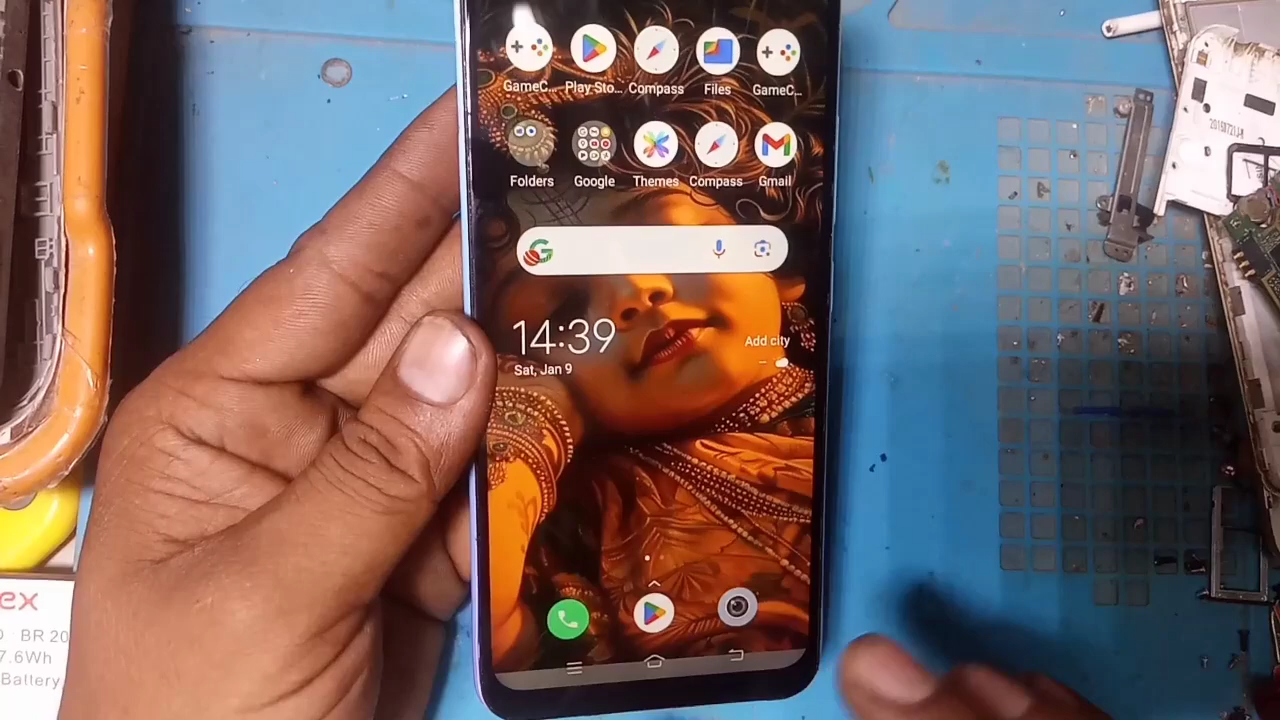 GameC... Play Sto... Compass Files GameC...
Folders Google Themes Compass Gmail
14:39
Add city
Sat, Jan 9
ex
BR 20
7.6Wh
Battery